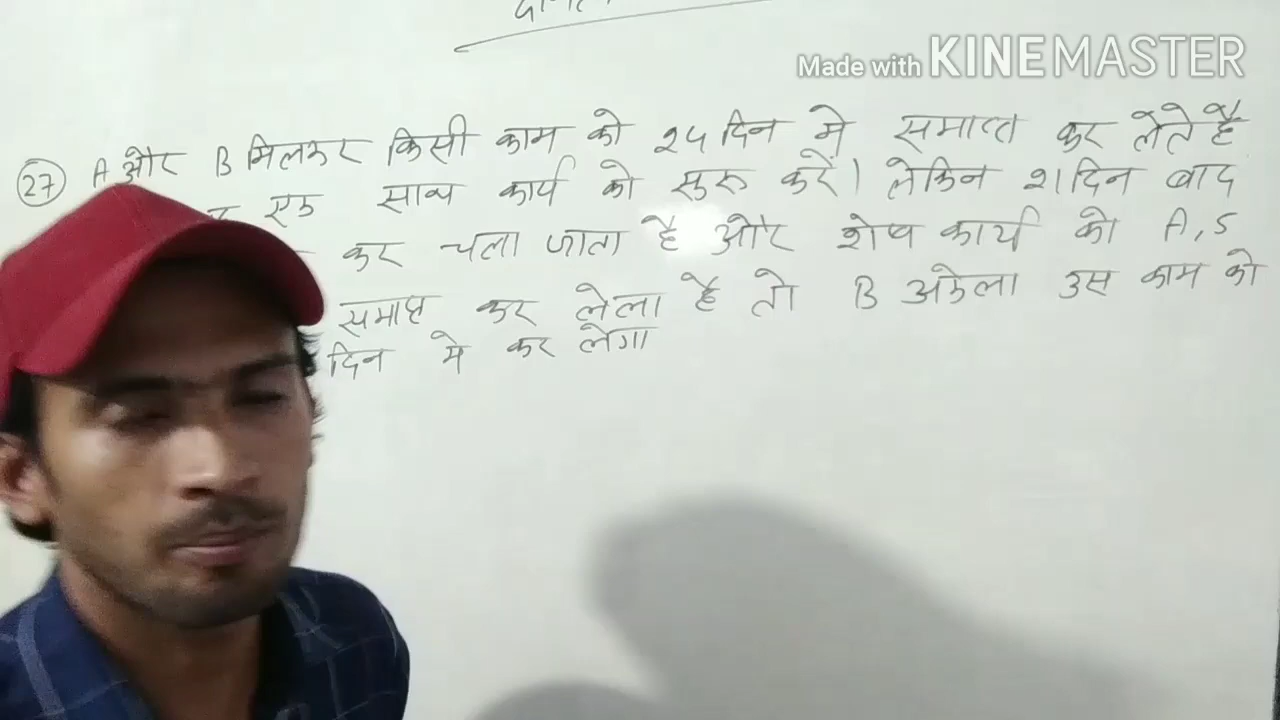 Made with KINEMASTER
27 A और B मिलकर किसी काम को 24 दिन मे समाप्त कर लेते है
एक साथ कार्य को सुरू करें। लेकिन 21 दिन बाद
कर चला जाता है और शेष कार्य को A, 5
समाप्त कर लेला है तो B अकेला उस काम को
दिन मे कर लेगा